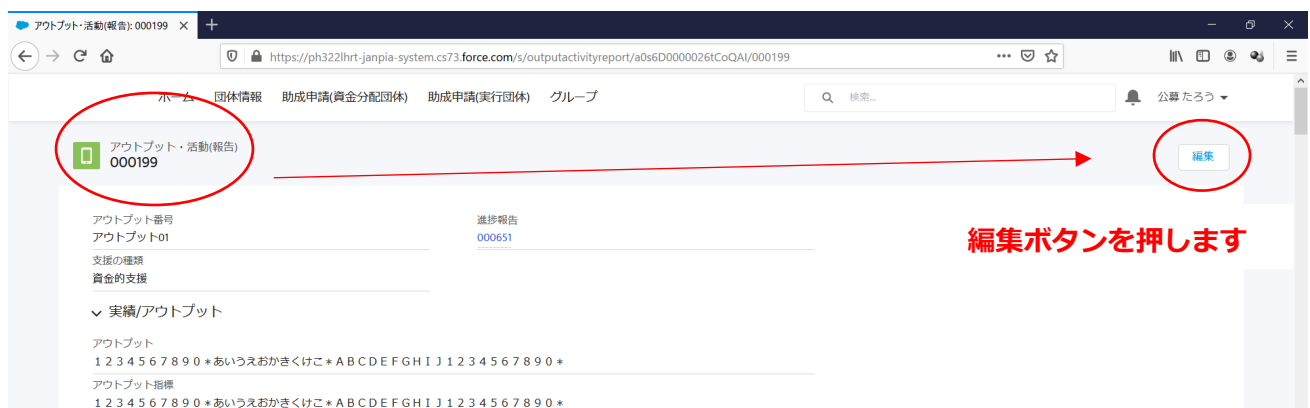 アウトプット・活動(報告): 000199
https://ph322lhrt-janpia-system.cs73.force.com/s/outputactivityreport/a0s6D0000026tCoQAI/000199
ホーム 団体情報 助成申請(資金分配団体) 助成申請(実行団体) グループ 検索... 公募 たろう
アウトプット・活動(報告)
000199
編集
アウトプット番号 進捗報告
アウトプット01 000651
編集ボタンを押します
支援の種類
資金的支援
実績/アウトプット
アウトプット
１２３４５６７８９０＊あいうえおかきくけこ＊ＡＢＣＤＥＦＧＨＩＪ１２３４５６７８９０＊
アウトプット指標
１２３４５６７８９０＊あいうえおかきくけこ＊ＡＢＣＤＥＦＧＨＩＪ１２３４５６７８９０＊